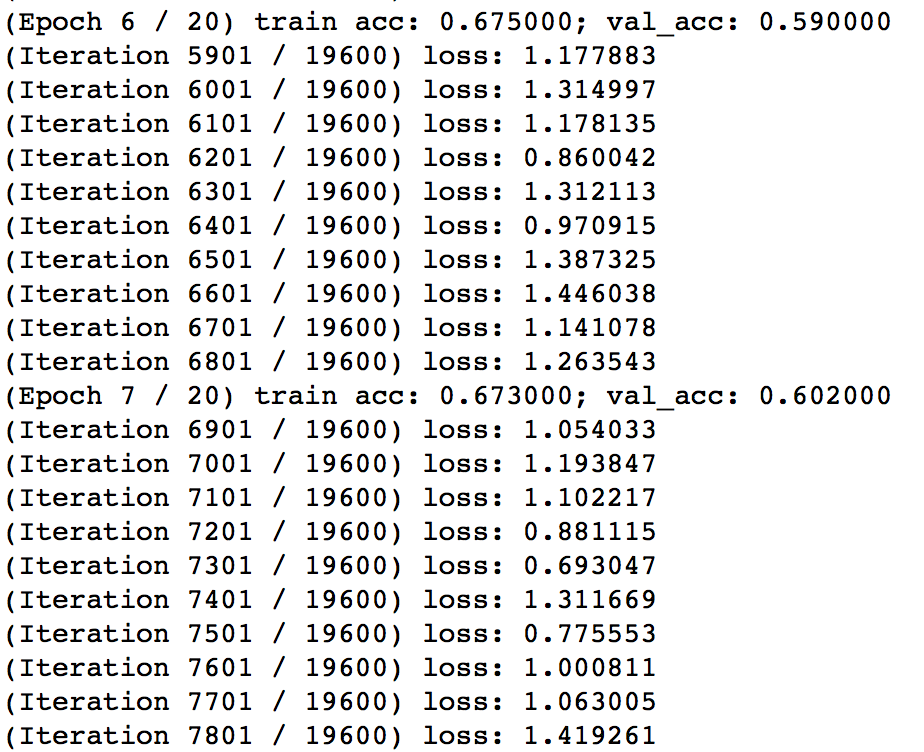 (Epoch 6 / 20) train acc: 0.675000; val_acc: 0.590000
(Iteration 5901 / 19600) loss: 1.177883
(Iteration 6001 / 19600) loss: 1.314997
(Iteration 6101 / 19600) loss: 1.178135
(Iteration 6201 / 19600) loss: 0.860042
(Iteration 6301 / 19600) loss: 1.312113
(Iteration 6401 / 19600) loss: 0.970915
(Iteration 6501 / 19600) loss: 1.387325
(Iteration 6601 / 19600) loss: 1.446038
(Iteration 6701 / 19600) loss: 1.141078
(Iteration 6801 / 19600) loss: 1.263543
(Epoch 7 / 20) train acc: 0.673000; val_acc: 0.602000
(Iteration 6901 / 19600) loss: 1.054033
(Iteration 7001 / 19600) loss: 1.193847
(Iteration 7101 / 19600) loss: 1.102217
(Iteration 7201 / 19600) loss: 0.881115
(Iteration 7301 / 19600) loss: 0.693047
(Iteration 7401 / 19600) loss: 1.311669
(Iteration 7501 / 19600) loss: 0.775553
(Iteration 7601 / 19600) loss: 1.000811
(Iteration 7701 / 19600) loss: 1.063005
(Iteration 7801 / 19600) loss: 1.419261